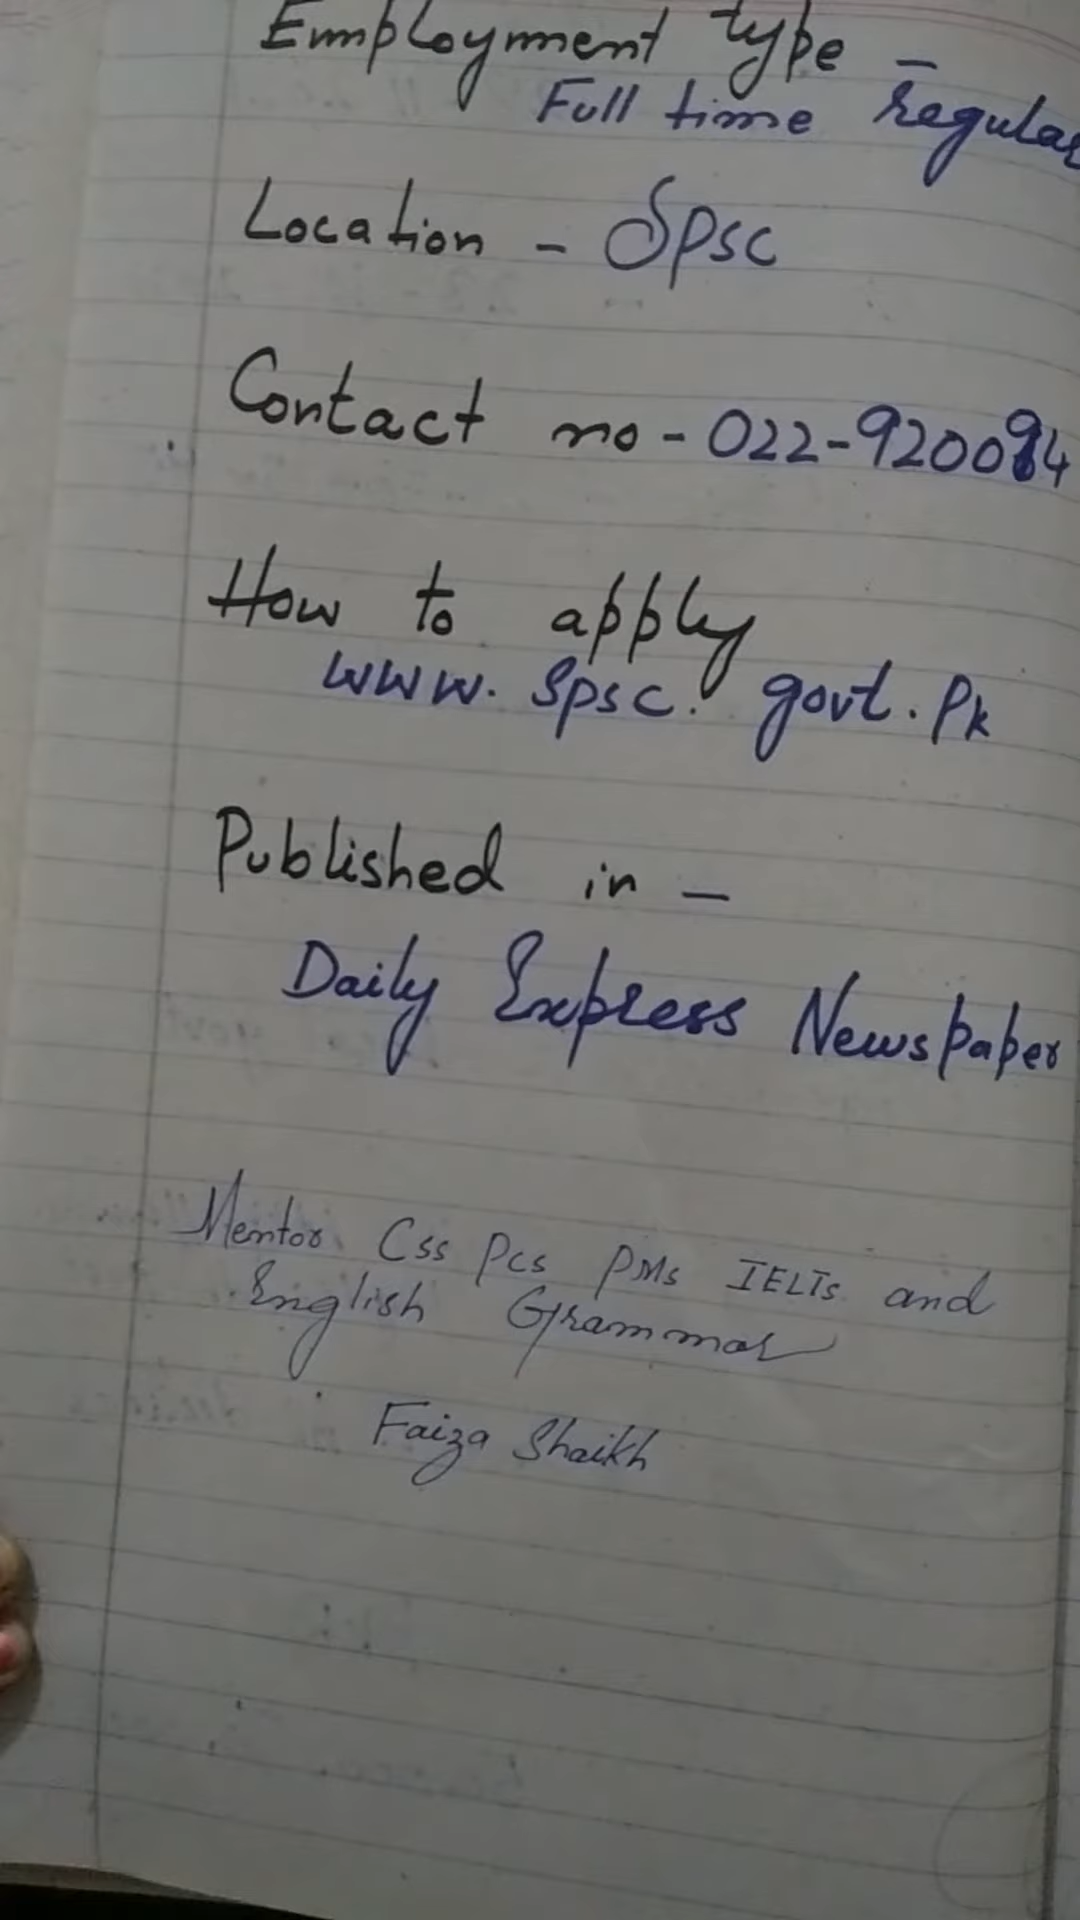 Employment type -
Full time regular
Location - Spsc
Contact no - 022-9200
How to apply
www.Spsc.govt.Pk
Published in -
Daily Express Newspaper
Mentor Css Pcs PMs IELTs and
English Grammar
Faiza Shaikh